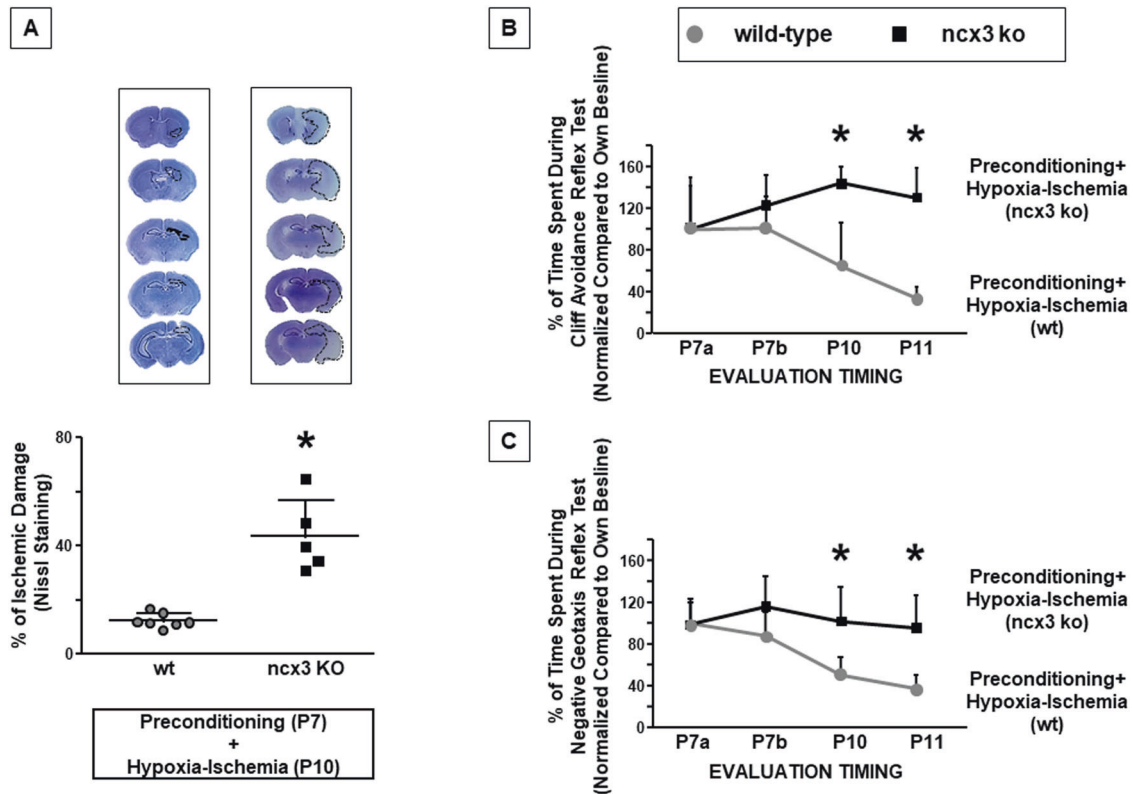 A
% of Ischemic Damage
(Nissl Staining)
80
*
40
0
wt
ncx3 KO
Preconditioning (P7)
+
Hypoxia-Ischemia (P10)
B
wild-type
ncx3 ko
% of Time Spent During
Cliff Avoidance Reflex Test
(Normalized Compared to Own Besline)
160
120
80
40
0
*
*
P7a
P7b
P10
P11
EVALUATION TIMING
Preconditioning+
Hypoxia-Ischemia
(ncx3 ko)
Preconditioning+
Hypoxia-Ischemia
(wt)
C
% of Time Spent During
Negative Geotaxis Reflex Test
(Normalized Compared to Own Besline)
160
120
80
40
0
*
*
P7a
P7b
P10
P11
EVALUATION TIMING
Preconditioning+
Hypoxia-Ischemia
(ncx3 ko)
Preconditioning+
Hypoxia-Ischemia
(wt)